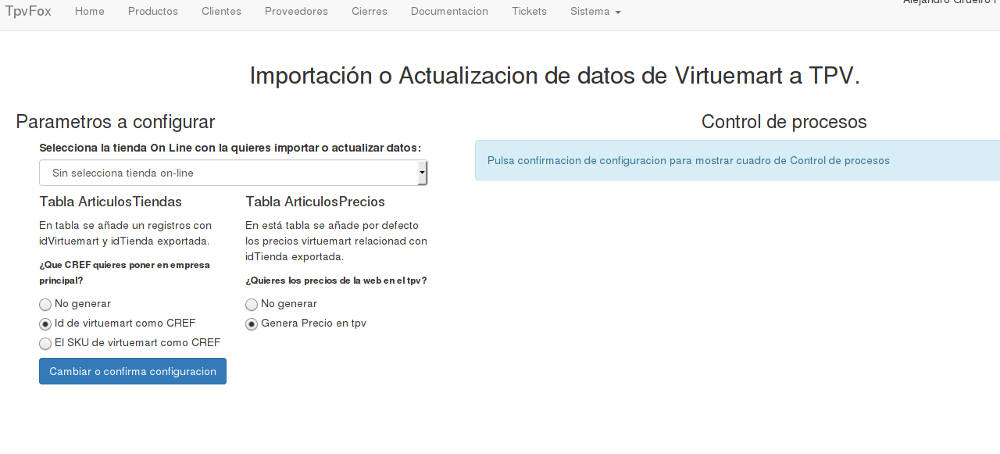 TpvFox Home Productos Clientes Proveedores Cierres Documentacion Tickets Sistema
Importación o Actualizacion de datos de Virtuemart a TPV.
Parametros a configurar
Selecciona la tienda On Line con la quieres importar o actualizar datos:
Sin selecciona tienda on-line
Tabla ArticulosTiendas
En tabla se añade un registros con
idVirtuemart y idTienda exportada.
¿Que CREF quieres poner en empresa
principal?
No generar
Id de virtuemart como CREF
El SKU de virtuemart como CREF
Cambiar o confirma configuracion
Tabla ArticulosPrecios
En está tabla se añade por defecto
los precios virtuemart relacionad con
idTienda exportada.
¿Quieres los precios de la web en el tpv?
No generar
Genera Precio en tpv
Control de procesos
Pulsa confirmacion de configuracion para mostrar cuadro de Control de procesos